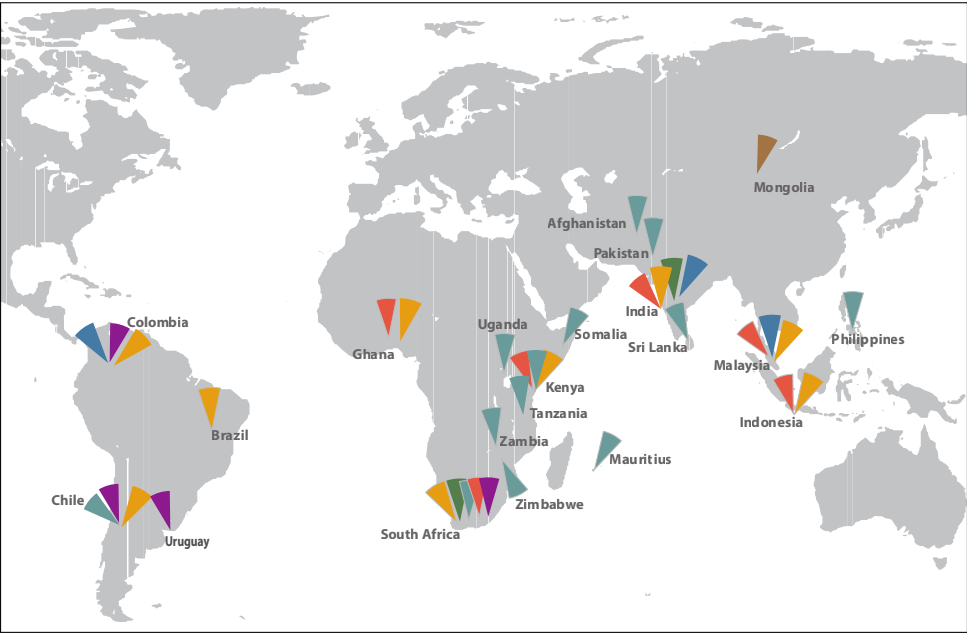 Mongolia
Afghanistan
Pakistan
Colombia
India
Uganda
Somalia
Philippines
Sri Lanka
Ghana
Malaysia
Kenya
Tanzania
Indonesia
Brazil
Zambia
Mauritius
Chile
Zimbabwe
South Africa
Uruguay